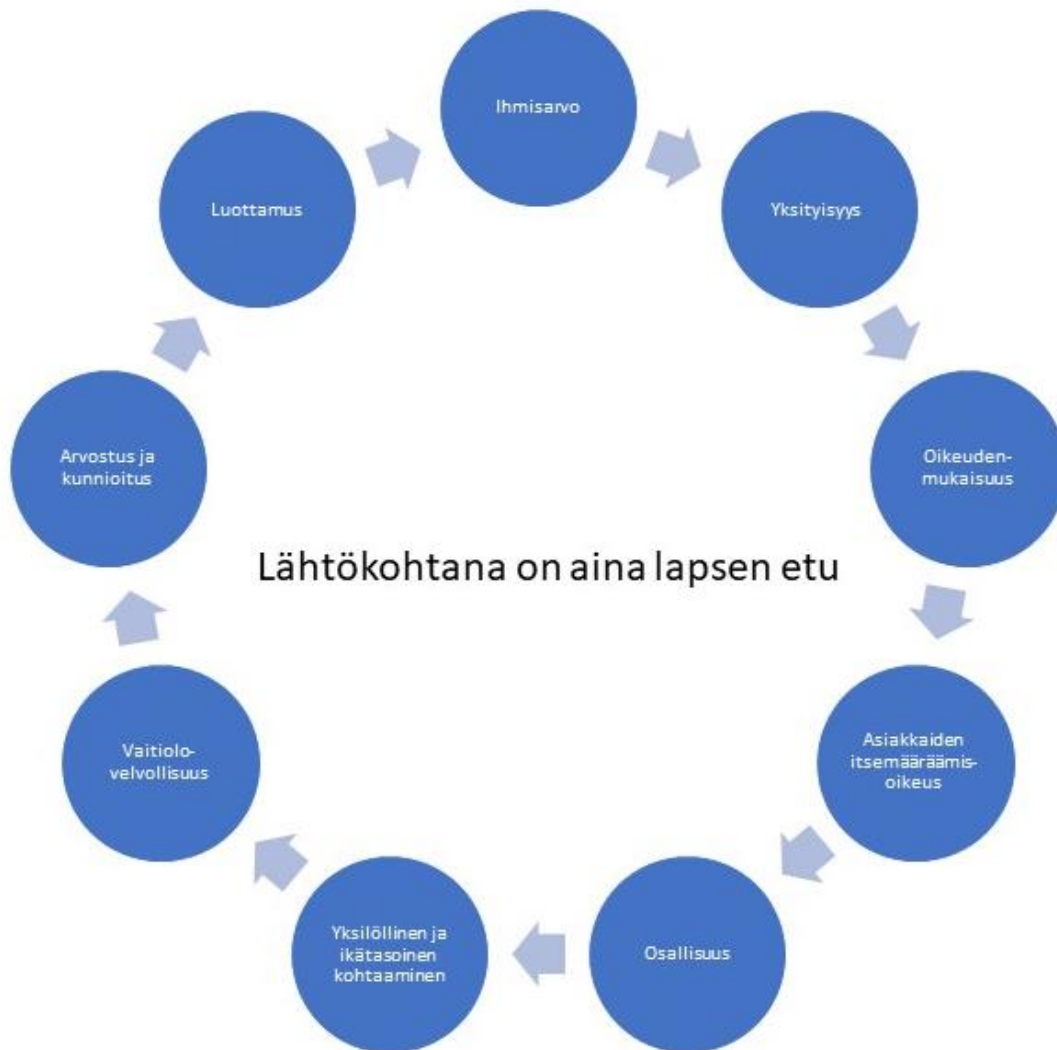 Ihmisarvo
Yksityisyys
Oikeuden-
mukaisuus
Asiakkaiden
itsemääräämis-
oikeus
Osallisuus
Yksilöllinen ja
ikätasoinen
kohtaaminen
Vaitiolo-
velvollisuus
Arvostus ja
kunnioitus
Luottamus
Lähtökohtana on aina lapsen etu